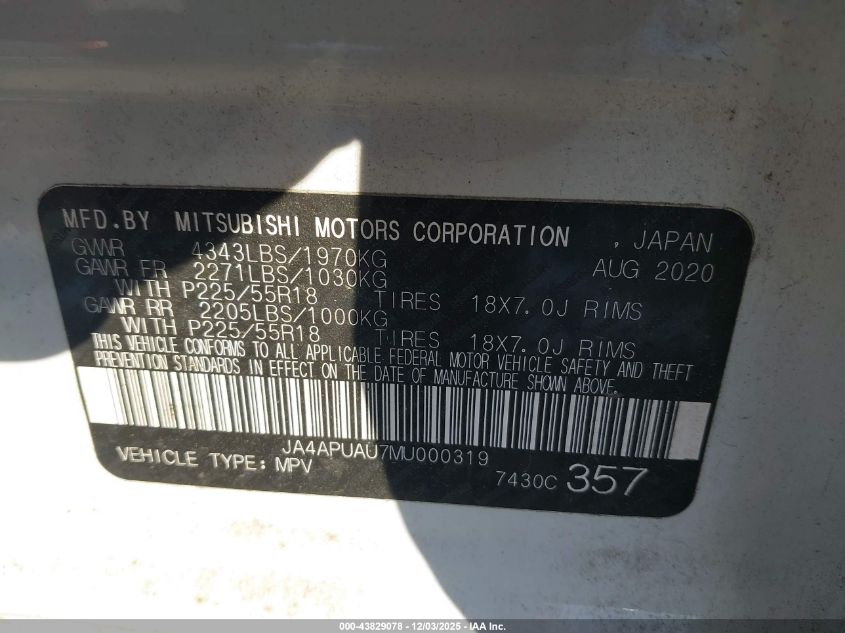 MFD.BY MITSUBISHI MOTORS CORPORATION , JAPAN
GVWR 4343LBS/1970KG AUG 2020
GAWR FR 2271LBS/1030KG
WITH P225/55R18 TIRES 18X7.0J RIMS
GAWR RR 2205LBS/1000KG
WITH P225/55R18 TIRES 18X7.0J RIMS
THIS VEHICLE CONFORMS TO ALL APPLICABLE FEDERAL MOTOR VEHICLE SAFETY AND THEFT
PREVENTION STANDARDS IN EFFECT ON THE DATE OF MANUFACTURE SHOWN ABOVE.
JA4APUAU7MU000319
VEHICLE TYPE: MPV
7430C 357
000-43829078 - 12/03/2025 - IAA Inc.